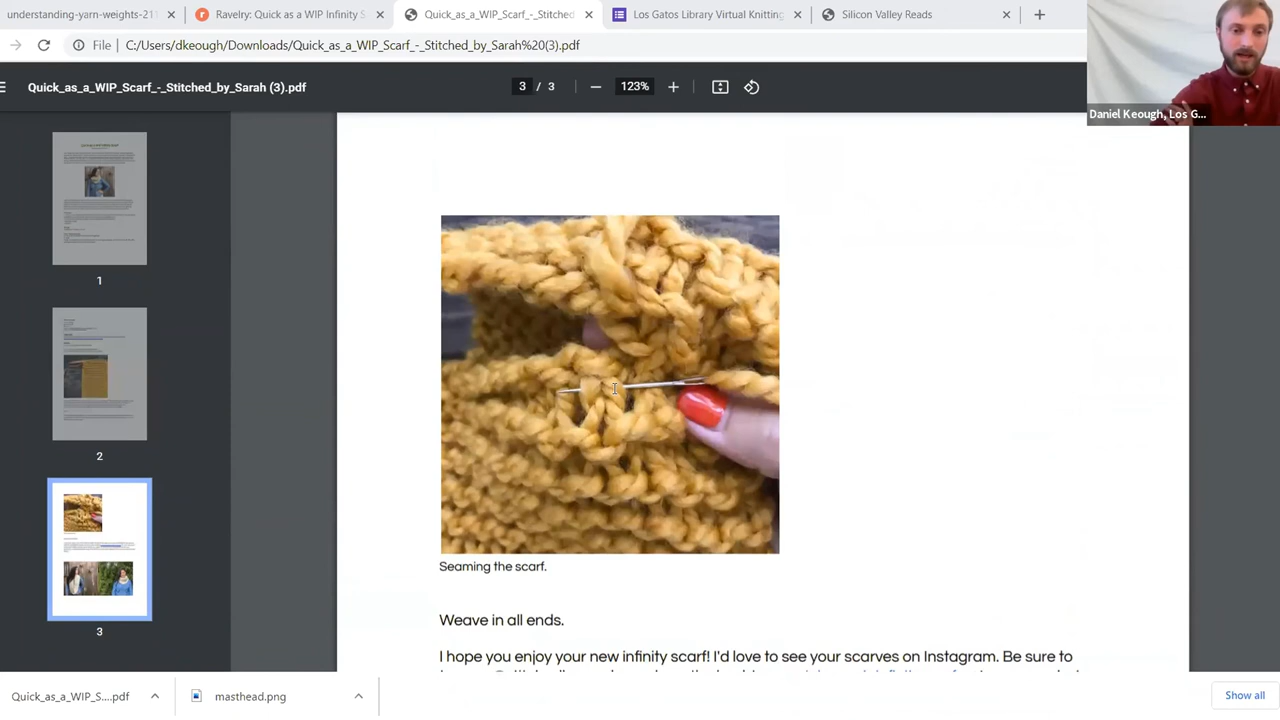 understanding-yarn-weights-211
Ravelry: Quick as a WIP Infinity S
Quick_as_a_WIP_Scarf_-_Stitched
Los Gatos Library Virtual Knitting
Silicon Valley Reads
File C:/Users/dkeough/Downloads/Quick_as_a_WIP_Scarf_-_Stitched_by_Sarah%20(3).pdf
Quick_as_a_WIP_Scarf_-_Stitched_by_Sarah (3).pdf
3 / 3
123%
Daniel Keough, Los G...
1
2
3
Seaming the scarf.
Weave in all ends.
I hope you enjoy your new infinity scarf! I'd love to see your scarves on Instagram. Be sure to
Quick_as_a_WIP_S....pdf
masthead.png
Show all